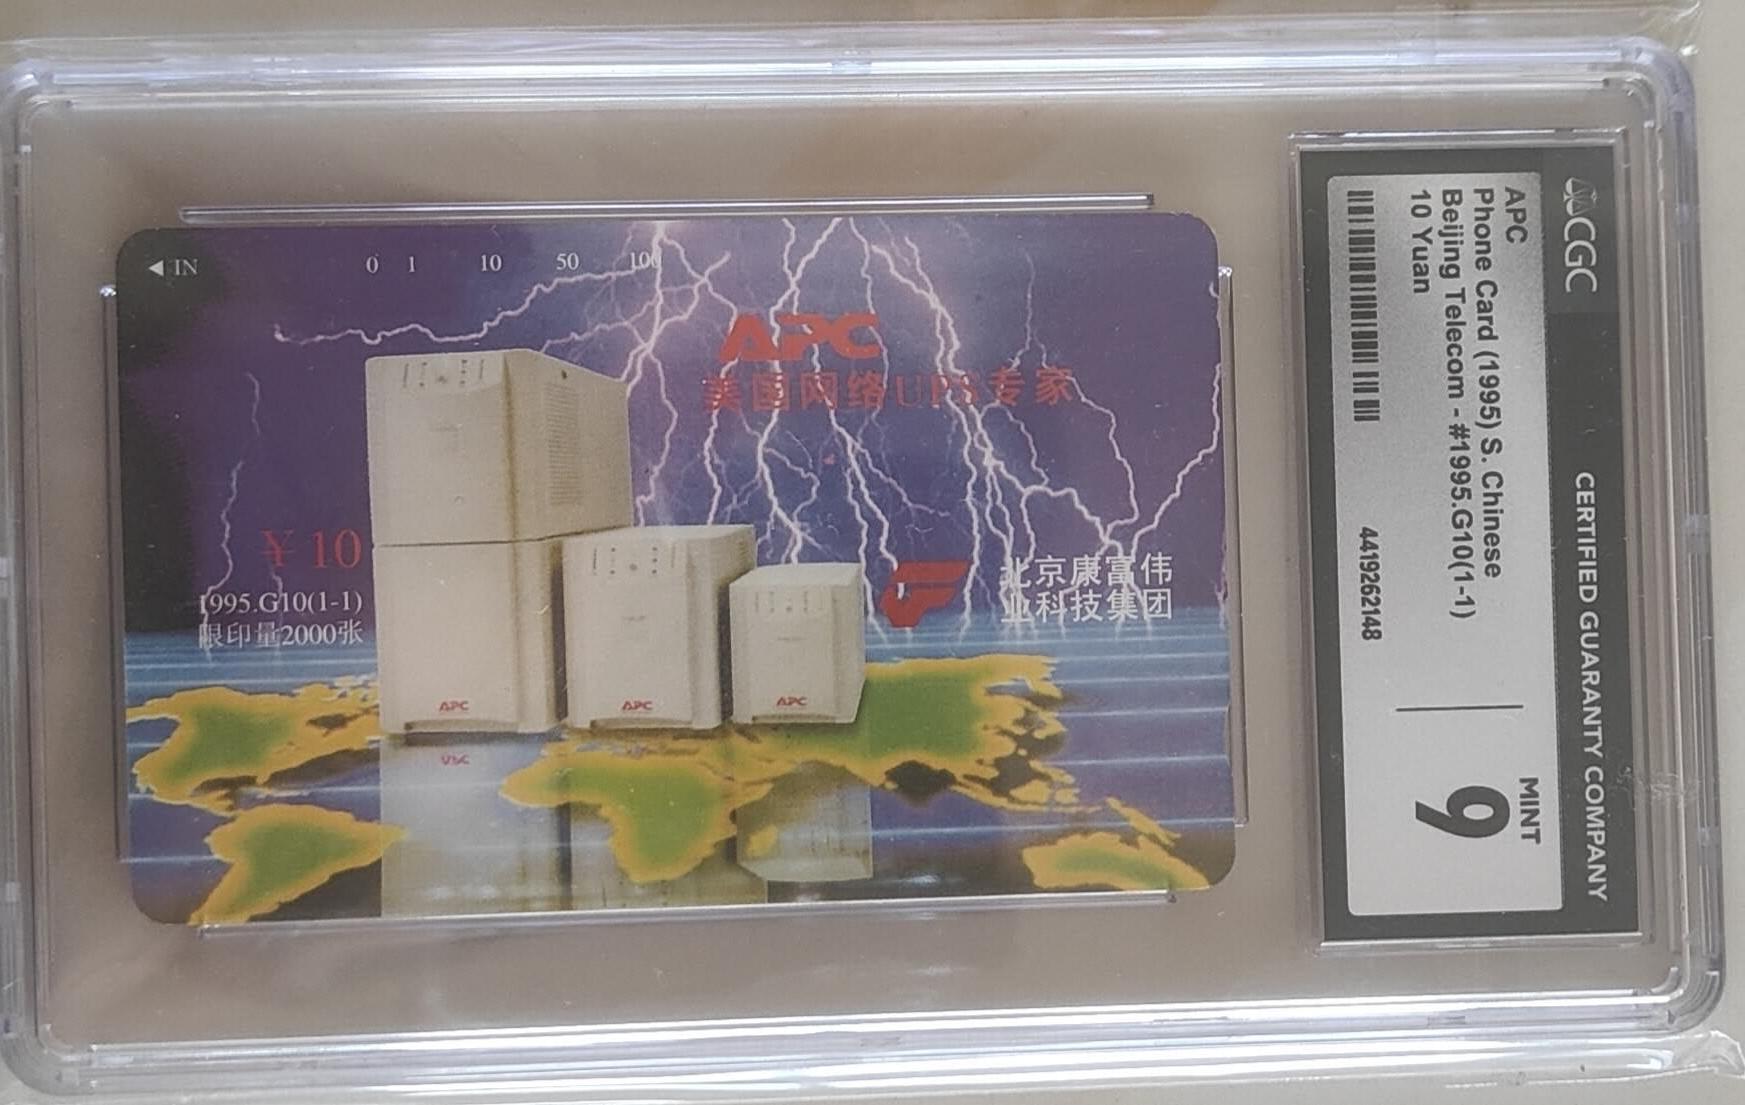 ◀ IN
0 1 10 50 100
APC
美国网络UPS专家
¥10
1995.G10(1-1)
限印量2000张
北京康富伟
业科技集团
APC
APC
APC
CGC
CERTIFIED GUARANTY COMPANY
APC
Phone Card (1995) S. Chinese
Beijing Telecom - #1995.G10(1-1)
10 Yuan
4419262148
MINT
9